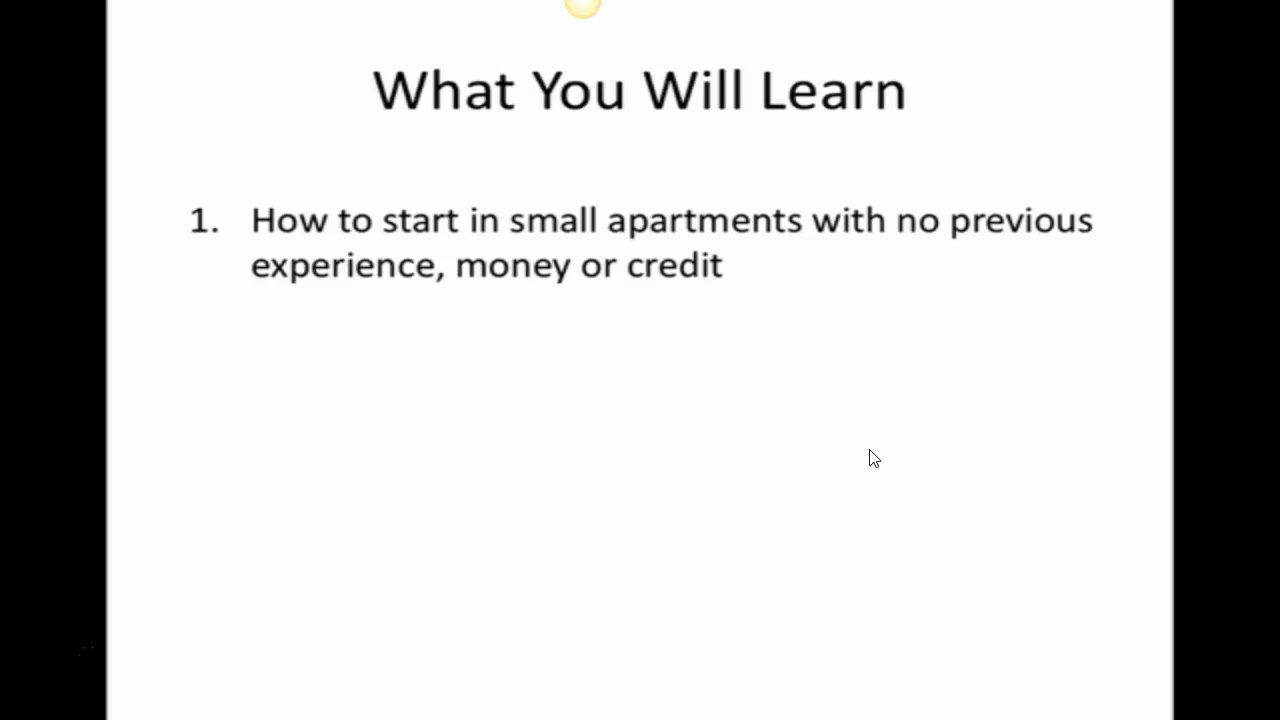 What You Will Learn
1. How to start in small apartments with no previous
experience, money or credit